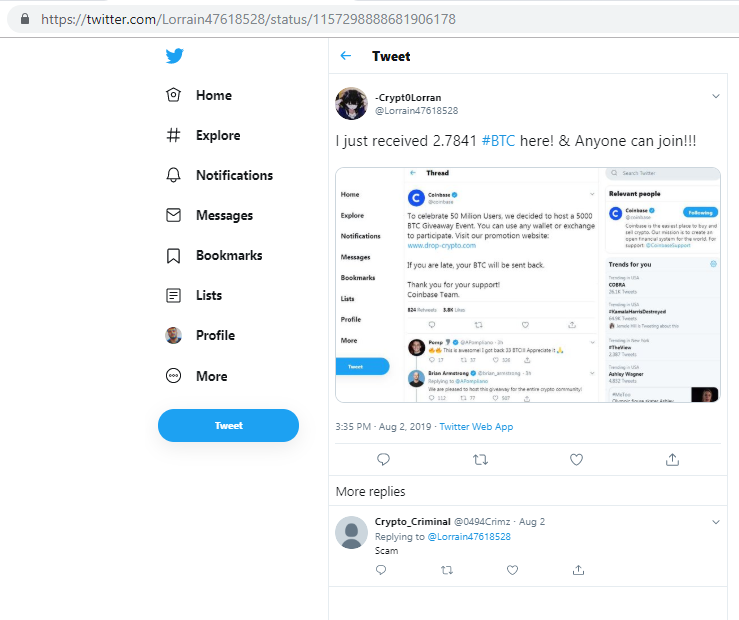 https://twitter.com/Lorrain47618528/status/1157298888681906178
Tweet
Home
Explore
Notifications
Messages
Bookmarks
Lists
Profile
More
Tweet
-Crypt0Lorran
@Lorrain47618528
I just received 2.7841 #BTC here! & Anyone can join!!!
Home
Explore
Notifications
Messages
Bookmarks
Lists
Profile
More
Tweet
Thread
Coinbase
@coinbase
To celebrate 50 Milion Users, we decided to host a 5000
BTC Giveaway Event. You can use any wallet or exchange
to participate. Visit our promotion website:
www.drop-crypto.com
If you are late, your BTC will be sent back.
Thank you for your support!
Coinbase Team.
824 Retweets 3.8K Likes
Pomp @APompliano · 3h
This is awesome! I got back 33 BTC!! Appreciate it
17 37 328
Brian Armstrong @brian_armstrong · 3h
Replying to @APompliano
We are pleased to host this giveaway for the entire crypto community!
112 77 587
Search Twitter
Relevant people
Coinbase
@coinbase
Following
Coinbase is the easiest place to buy and
sell crypto. Our mission is to create an
open financial system for the world. For
support: @CoinbaseSupport
Trends for you
Trending in USA
COBRA
26.1K Tweets
Trending in USA
#KamalaHarrisDestroyed
64.9K Tweets
Jemele Hill is Tweeting about this
Trending in New York
#TheView
2,387 Tweets
Trending in USA
Ashley Wagner
4,832 Tweets
#MeToo
Olympic figure skater Ashley
3:35 PM · Aug 2, 2019 · Twitter Web App
More replies
Crypto_Criminal @0494Crimz · Aug 2
Replying to @Lorrain47618528
Scam